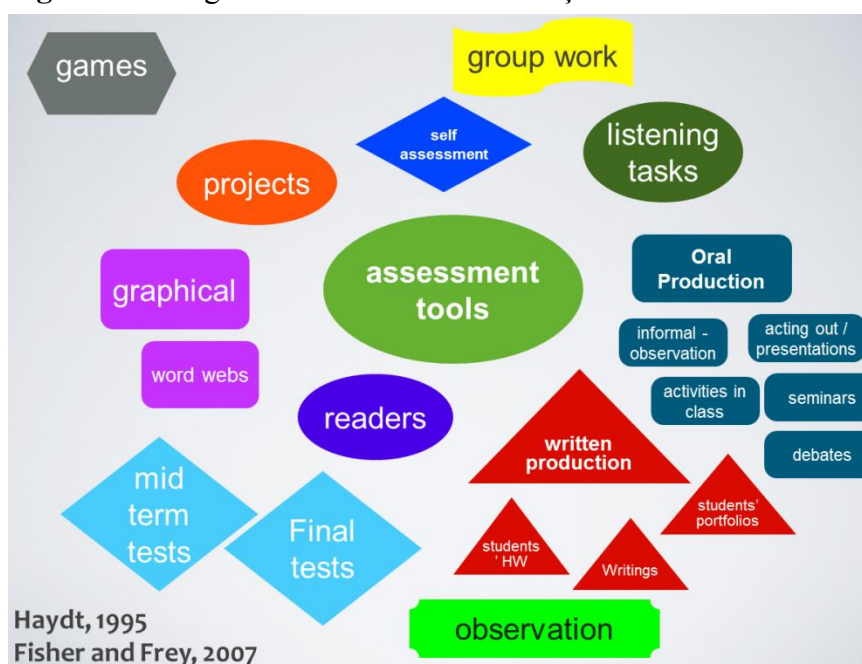 games
group work
self
assessment
listening
tasks
projects
assessment
tools
Oral
Production
graphical
informal -
observation
acting out /
presentations
word webs
activities in
class
seminars
readers
written
production
debates
mid
term
tests
Final
tests
students'
portfolios
students
' HW
Writings
observation
Haydt, 1995
Fisher and Frey, 2007